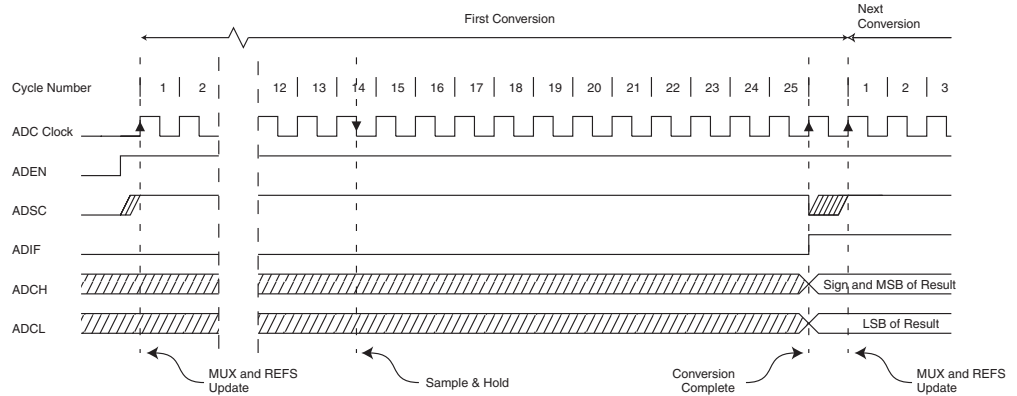 First Conversion
Next
Conversion
Cycle Number 1 2 12 13 14 15 16 17 18 19 20 21 22 23 24 25 1 2 3
ADC Clock
ADEN
ADSC
ADIF
ADCH Sign and MSB of Result
ADCL LSB of Result
MUX and REFS
Update
Sample & Hold
Conversion
Complete
MUX and REFS
Update